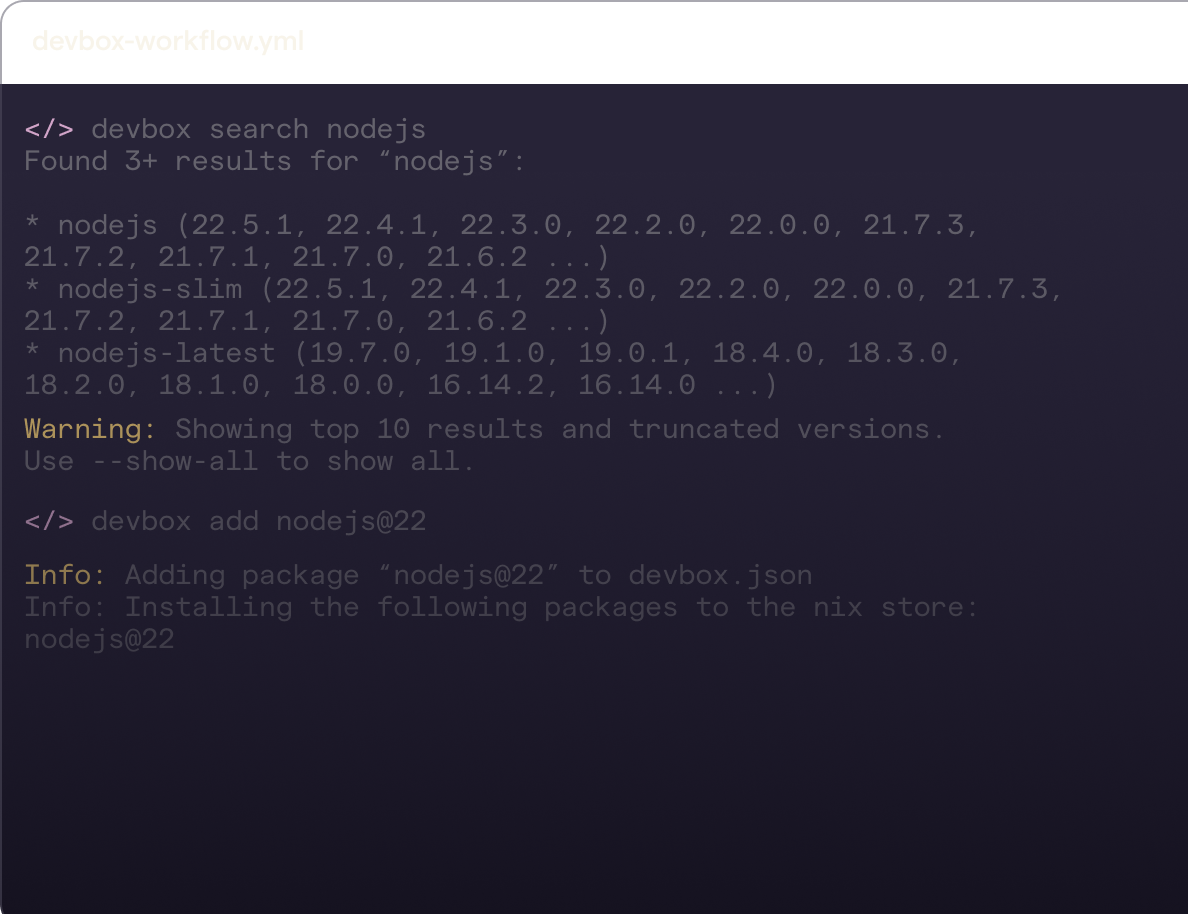 devbox-workflow.yml
</> devbox search nodejs
Found 3+ results for “nodejs”:
* nodejs (22.5.1, 22.4.1, 22.3.0, 22.2.0, 22.0.0, 21.7.3,
21.7.2, 21.7.1, 21.7.0, 21.6.2 ...)
* nodejs-slim (22.5.1, 22.4.1, 22.3.0, 22.2.0, 22.0.0, 21.7.3,
21.7.2, 21.7.1, 21.7.0, 21.6.2 ...)
* nodejs-latest (19.7.0, 19.1.0, 19.0.1, 18.4.0, 18.3.0,
18.2.0, 18.1.0, 18.0.0, 16.14.2, 16.14.0 ...)
Warning: Showing top 10 results and truncated versions.
Use --show-all to show all.
</> devbox add nodejs@22
Info: Adding package “nodejs@22” to devbox.json
Info: Installing the following packages to the nix store:
nodejs@22